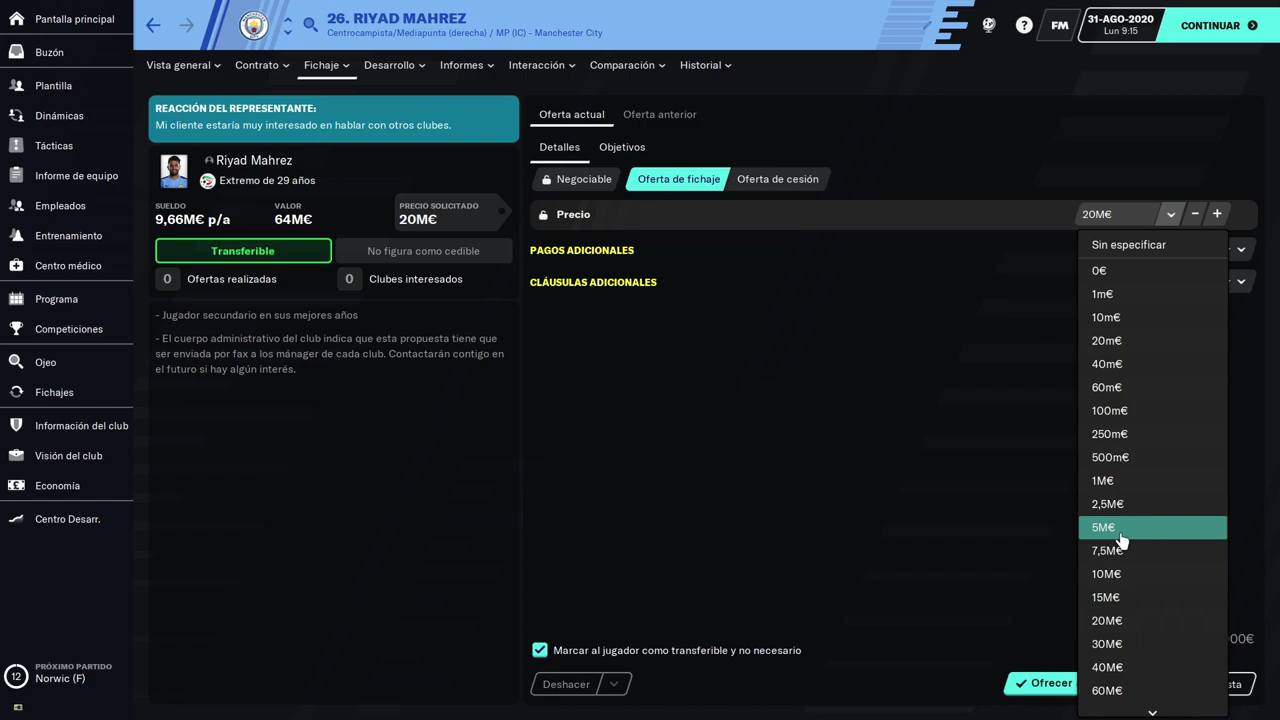 Pantalla principal
Buzón
Plantilla
Dinámicas
Tácticas
Informe de equipo
Empleados
Entrenamiento
Centro médico
Programa
Competiciones
Ojeo
Fichajes
Información del club
Visión del club
Economía
Centro Desarr.
12
PRÓXIMO PARTIDO
Norwic (F)
26. RIYAD MAHREZ
Centrocampista/Mediapunta (derecha) / MP (IC) - Manchester City
FM
31-AGO-2020
Lun 9:15
CONTINUAR
Vista general
Contrato
Fichaje
Desarrollo
Informes
Interacción
Comparación
Historial
REACCIÓN DEL REPRESENTANTE:
Mi cliente estaría muy interesado en hablar con otros clubes.
Riyad Mahrez
Extremo de 29 años
SUELDO
9,66M€ p/a
VALOR
64M€
PRECIO SOLICITADO
20M€
Transferible
No figura como cedible
0 Ofertas realizadas
0 Clubes interesados
- Jugador secundario en sus mejores años
- El cuerpo administrativo del club indica que esta propuesta tiene que
ser enviada por fax a los mánager de cada club. Contactarán contigo en
el futuro si hay algún interés.
Oferta actual
Oferta anterior
Detalles
Objetivos
Negociable
Oferta de fichaje
Oferta de cesión
Precio
20M€
PAGOS ADICIONALES
CLÁUSULAS ADICIONALES
Sin especificar
0€
1m€
10m€
20m€
40m€
60m€
100m€
250m€
500m€
1M€
2,5M€
5M€
7,5M€
10M€
15M€
20M€
30M€
40M€
60M€
Marcar al jugador como transferible y no necesario
Deshacer
Ofrecer